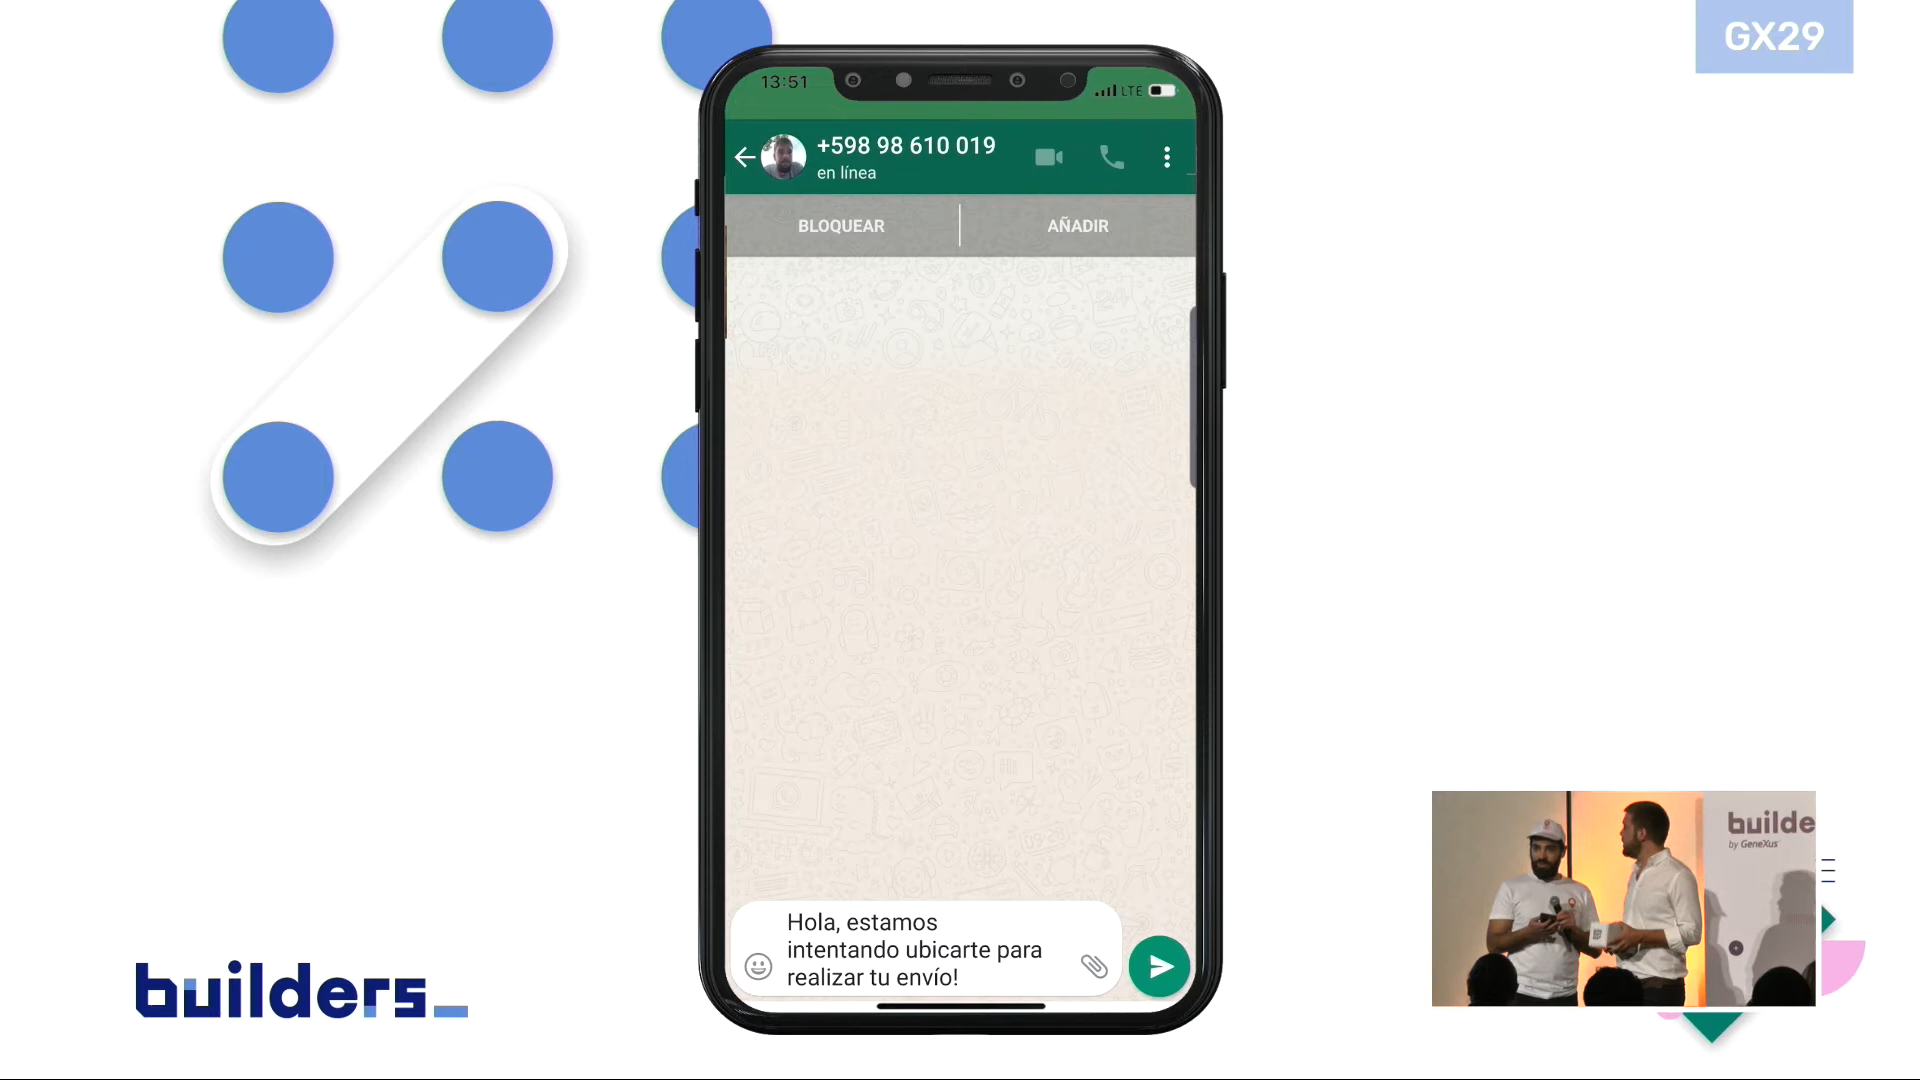 GX29
13:51
LTE
+598 98 610 019
en línea
BLOQUEAR
AÑADIR
Hola, estamos
intentando ubicarte para
realizar tu envío!
builders_
builde
by GeneXus